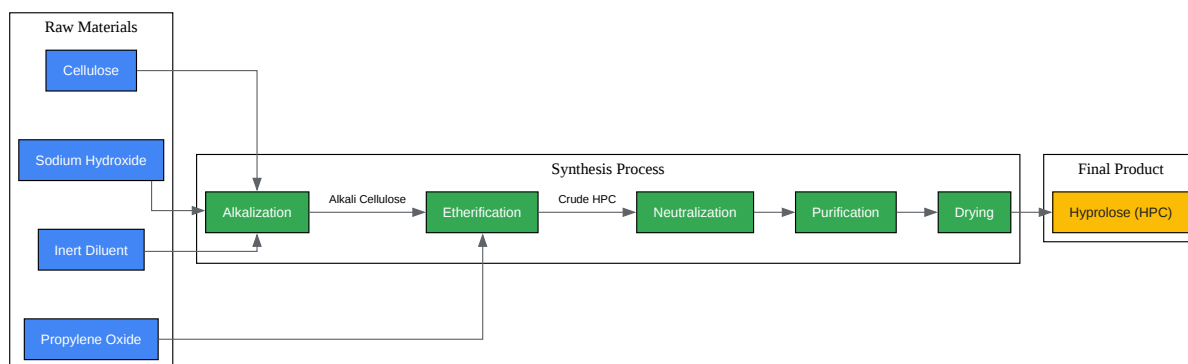 Raw Materials
Cellulose
Sodium Hydroxide
Inert Diluent
Propylene Oxide
Synthesis Process
Alkalization
Alkali Cellulose
Etherification
Crude HPC
Neutralization
Purification
Drying
Final Product
Hyprolose (HPC)